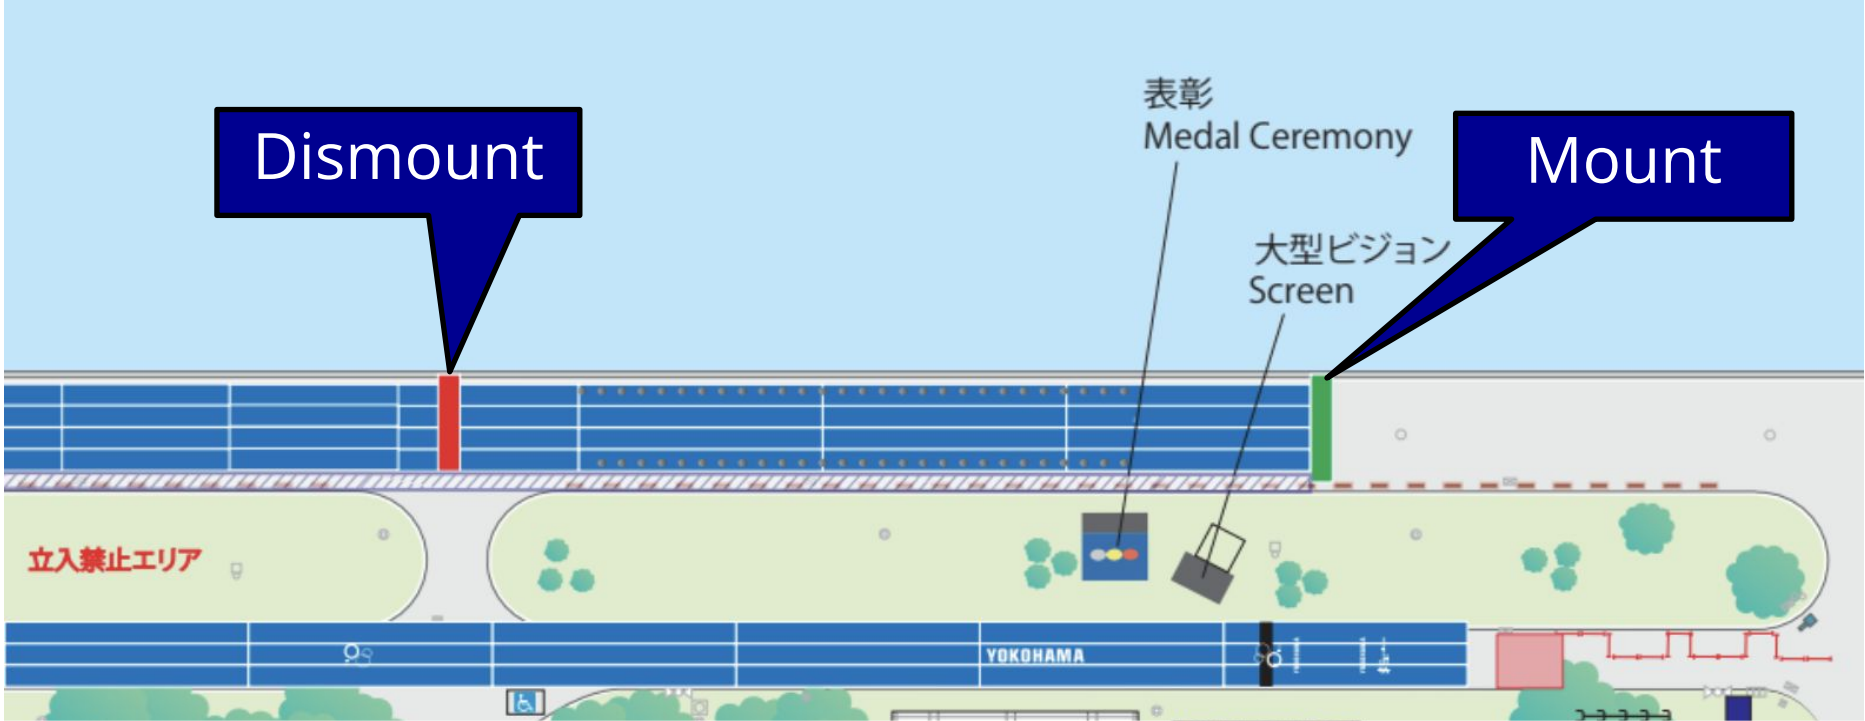 Dismount
表彰
Medal Ceremony
Mount
大型ビジョン
Screen
立入禁止エリア
YOKOHAMA